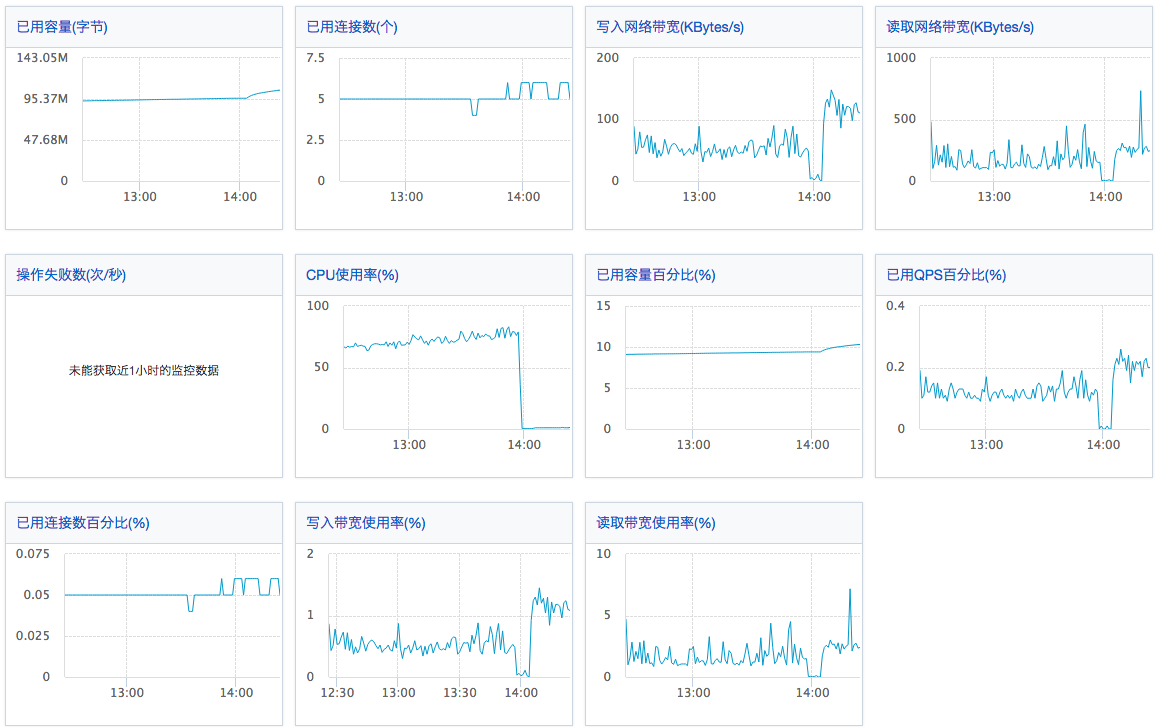 已用容量(字节)
143.05M
95.37M
47.68M
0
13:00 14:00
已用连接数(个)
7.5
5
2.5
0
13:00 14:00
写入网络带宽(KBytes/s)
200
100
0
13:00 14:00
读取网络带宽(KBytes/s)
1000
500
0
13:00 14:00
操作失败数(次/秒)
未能获取近1小时的监控数据
CPU使用率(%)
100
50
0
13:00 14:00
已用容量百分比(%)
15
10
5
0
13:00 14:00
已用QPS百分比(%)
0.4
0.2
0
13:00 14:00
已用连接数百分比(%)
0.075
0.05
0.025
0
13:00 14:00
写入带宽使用率(%)
2
1
0
12:30 13:00 13:30 14:00
读取带宽使用率(%)
10
5
0
13:00 14:00